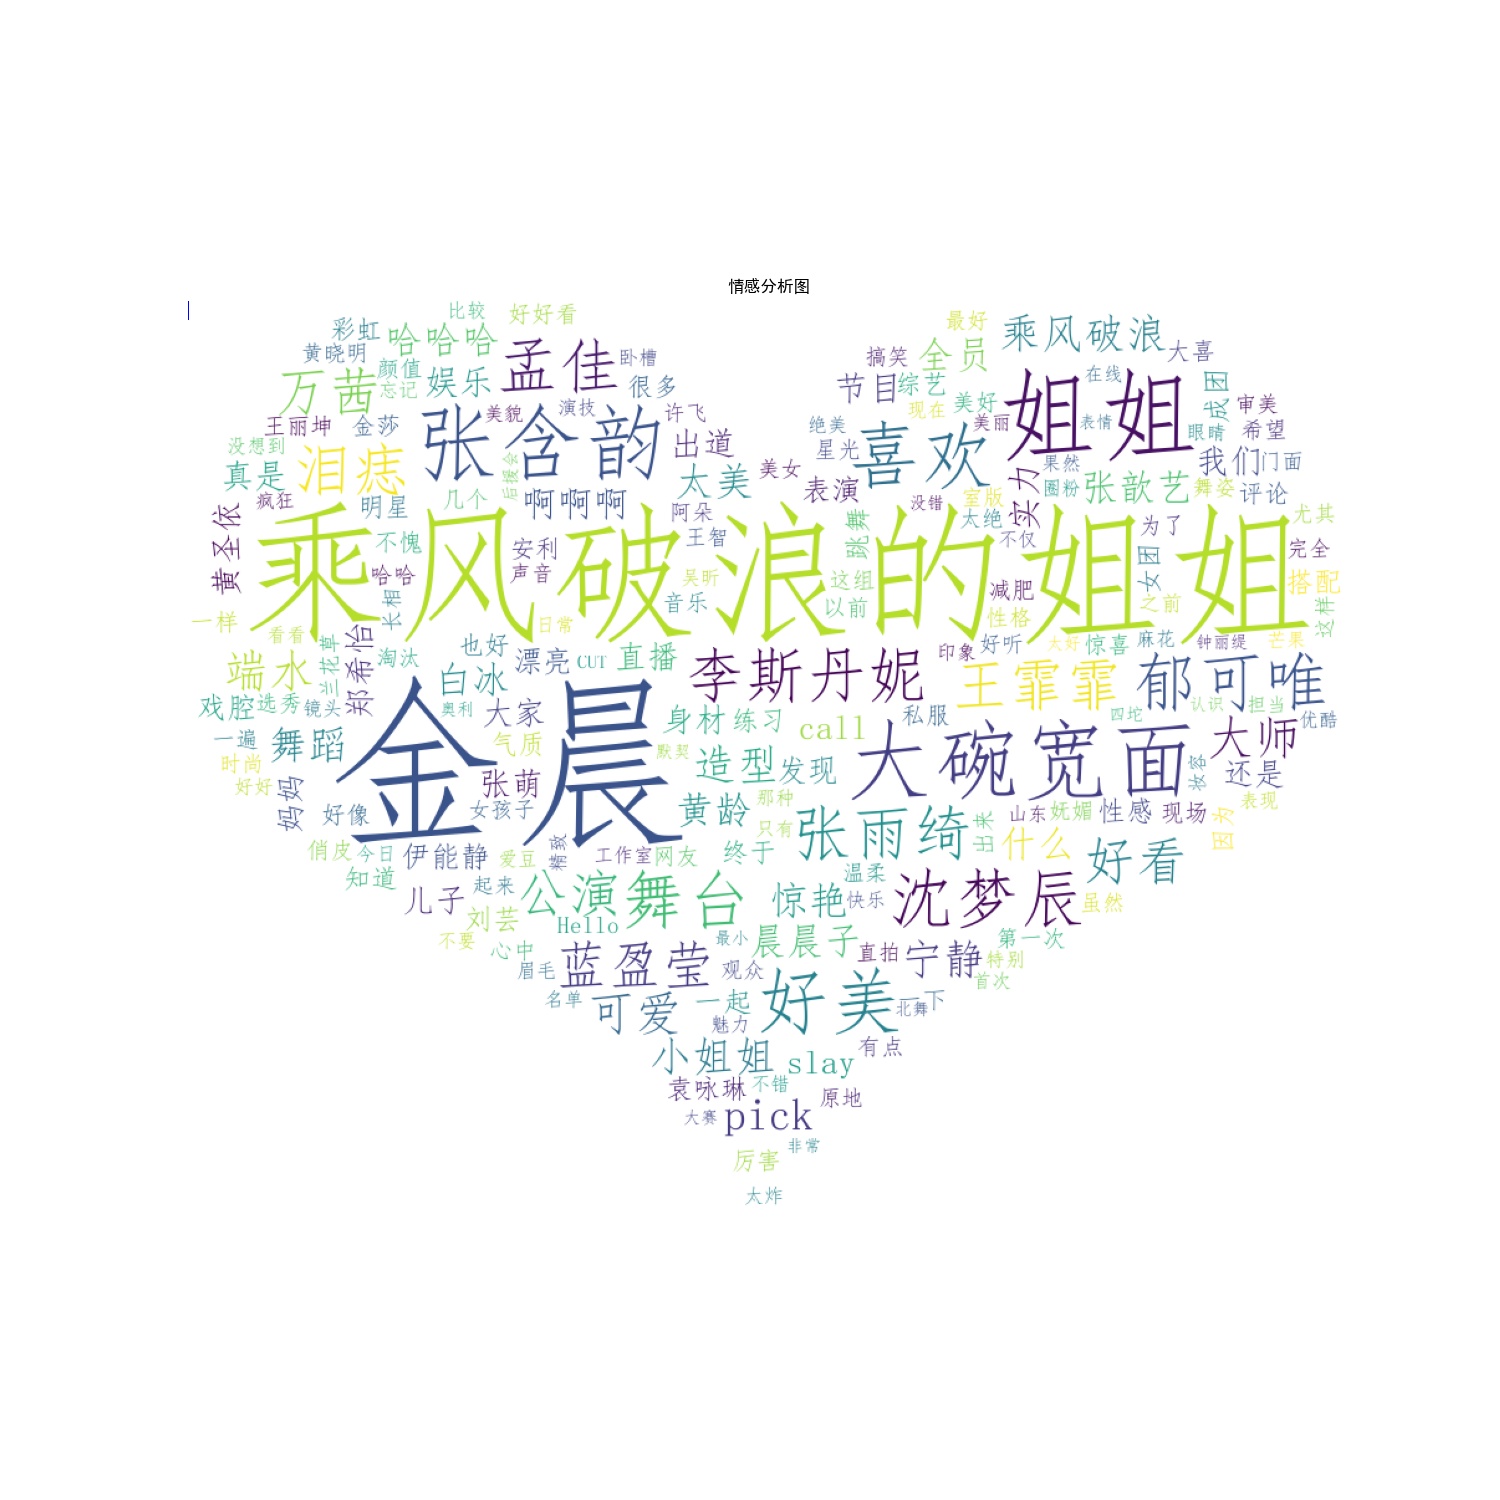 情感分析图
比较
好好看
最好
彩虹
哈哈哈
乘风破浪
黄晓明
孟佳
卧槽
搞笑
全员
大喜
颜值
万茜
忘记
娱乐
很多
节目
综艺
在线
成团
姐姐
美貌
演技
许飞
现在
美好
审美
王丽坤
金莎
张含韵
绝美
美丽
表情
眼睛
希望
没想到
出道
星光
喜欢
真是
泪痣
后援会
太美
美女
果然
我们
门面
疯狂
明星
几个
啊啊啊
表演
室版
实力
圈粉
张歆艺
舞姿
评论
黄圣依
阿朵
没错
太绝
为了
尤其
不愧
安利
王智
跳舞
不仅
女团
完全
乘风破浪的姐姐
哈哈
声音
吴昕
这组
减肥
搭配
长相
音乐
以前
性格
之前
这样
一样
看看
日常
兰花草
郑希怡
也好
印象
好听
大好
惊喜
麻花
钟丽缇
芒果
端水
淘汰
白冰
漂亮
CUT
直播
李斯丹妮
王霏霏
郁可唯
戏腔
选秀
镜头
奥利
大家
身材
练习
call
私服
四坨
认识
担当
优酷
一遍
舞蹈
气质
默契
大碗宽面
大师
金晨
时尚
造型
发现
妆容
还是
好好
妈妈
张萌
那种
表现
好像
女孩子
黄龄
张雨绮
山东
妩媚
性感
现场
只有
出来
因为
俏皮
今日
伊能静
爱豆
精致
工作室
网友
终于
什么
好看
知道
起来
温柔
儿子
公演舞台
惊艳
快乐
沈梦辰
虽然
刘芸
Hello
不要
心中
最小
晨晨子
第一次
直拍
宁静
特别
眉毛
蓝盈莹
观众
首次
名单
可爱
一起
好美
一下
北舞
魅力
小姐姐
slay
有点
袁咏琳
不错
原地
大赛
pick
非常
厉害
太炸